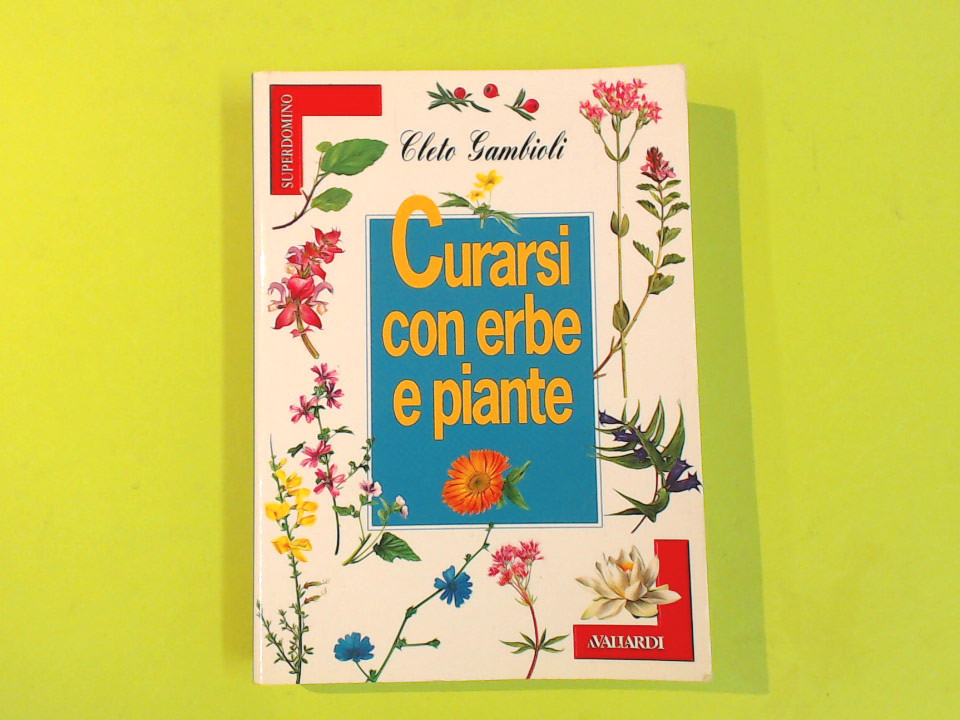 SUPERDOMINO
Cleto Gambioli
Curarsi
con erbe
e piante
A.VALLARDI